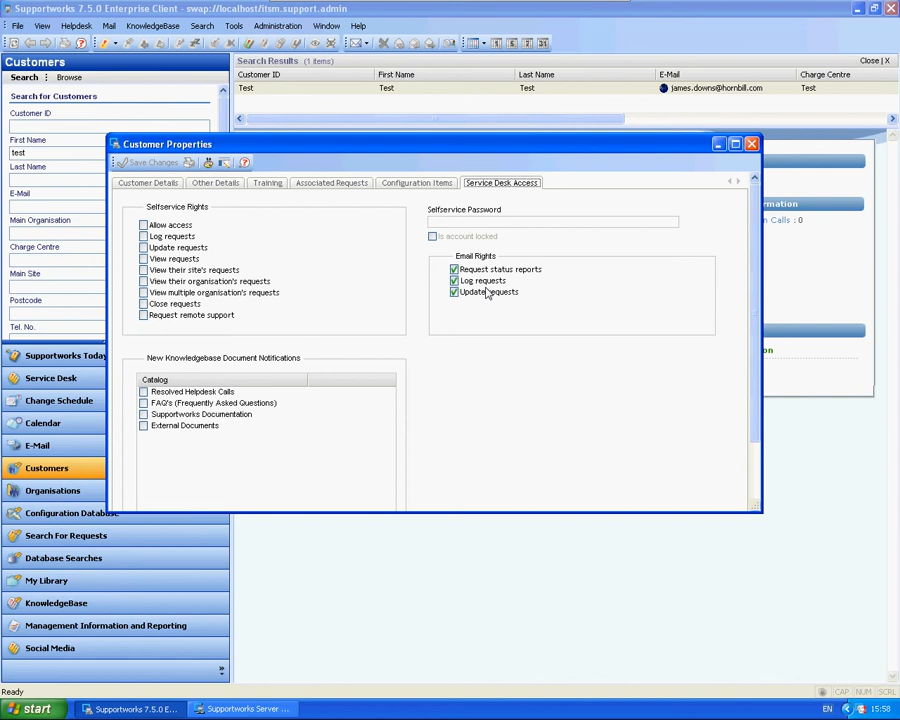 Supportworks 7.5.0 Enterprise Client - swap://localhost/itsm.support.admin
File View Helpdesk Mail KnowledgeBase Search Tools Administration Window Help
Customers
Search Browse
Search for Customers
Customer ID
First Name
test
Last Name
E-Mail
Main Organisation
Charge Centre
Main Site
Postcode
Tel. No.
Supportworks Today
Service Desk
Change Schedule
Calendar
E-Mail
Customers
Organisations
Configuration Database
Search For Requests
Database Searches
My Library
KnowledgeBase
Management Information and Reporting
Social Media
»
Search Results (1 items) Close | X
Customer ID First Name Last Name E-Mail Charge Centre
Test Test Test james.downs@hornbill.com Test
Customer Properties
Save Changes
Customer Details Other Details Training Associated Requests Configuration Items Service Desk Access
Selfservice Rights
Allow access
Log requests
Update requests
View requests
View their site's requests
View their organisation's requests
View multiple organisation's requests
Close requests
Request remote support
Selfservice Password
Is account locked
Email Rights
Request status reports
Log requests
Update requests
New Knowledgebase Document Notifications
Catalog
Resolved Helpdesk Calls
FAQ's (Frequently Asked Questions)
Supportworks Documentation
External Documents
rmation
n Calls : 0
on
Ready CAP NUM SCRL
start Supportworks 7.5.0 E... Supportworks Server ... EN 15:58